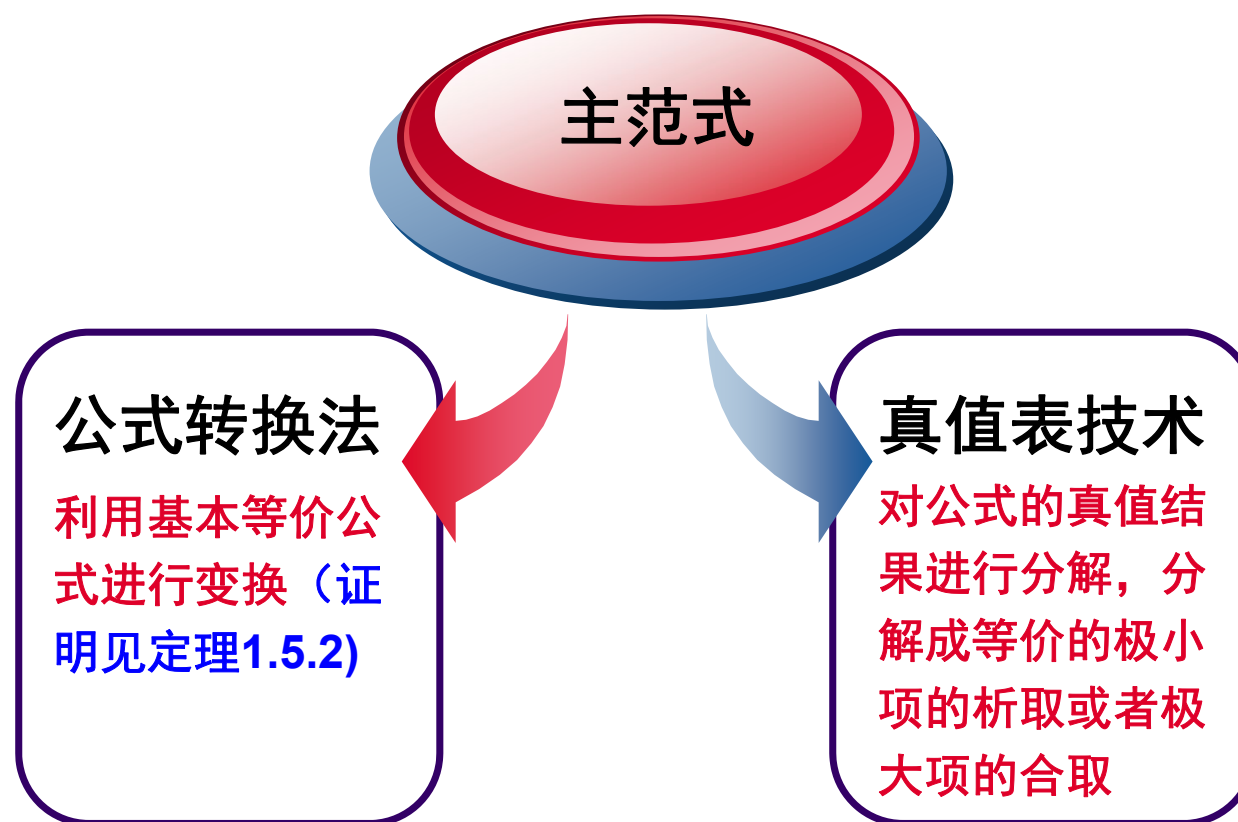 主范式
公式转换法
利用基本等价公
式进行变换（证
明见定理1.5.2)
真值表技术
对公式的真值结
果进行分解，分
解成等价的极小
项的析取或者极
大项的合取